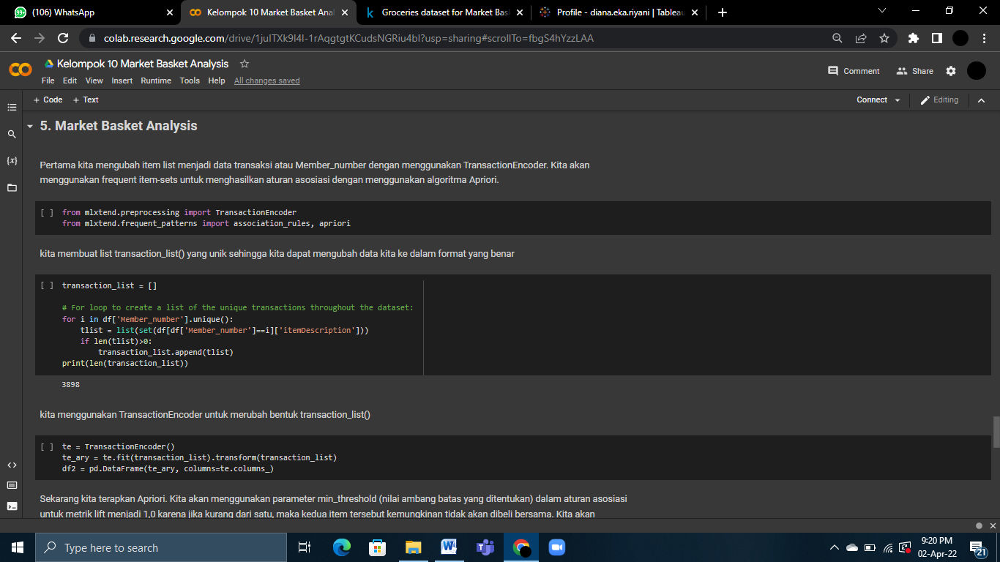 (106) WhatsApp
Kelompok 10 Market Basket Anal
Groceries dataset for Market Bas
Profile - diana.eka.riyani | Tableau
colab.research.google.com/drive/1juITXk9I4I-1rAqgtgtKCudsNGRiu4bI?usp=sharing#scrollTo=fbgS4hYzzLAA
Kelompok 10 Market Basket Analysis
Comment
Share
File Edit View Insert Runtime Tools Help All changes saved
+ Code + Text
Connect
Editing
5. Market Basket Analysis
Pertama kita mengubah item list menjadi data transaksi atau Member_number dengan menggunakan TransactionEncoder. Kita akan
menggunakan frequent item-sets untuk menghasilkan aturan asosiasi dengan menggunakan algoritma Apriori.
[ ] from mlxtend.preprocessing import TransactionEncoder
from mlxtend.frequent_patterns import association_rules, apriori
kita membuat list transaction_list() yang unik sehingga kita dapat mengubah data kita ke dalam format yang benar
[ ] transaction_list = []
# For loop to create a list of the unique transactions throughout the dataset:
for i in df['Member_number'].unique():
tlist = list(set(df[df['Member_number']==i]['itemDescription']))
if len(tlist)>0:
transaction_list.append(tlist)
print(len(transaction_list))
3898
kita menggunakan TransactionEncoder untuk merubah bentuk transaction_list()
[ ] te = TransactionEncoder()
te_ary = te.fit(transaction_list).transform(transaction_list)
df2 = pd.DataFrame(te_ary, columns=te.columns_)
Sekarang kita terapkan Apriori. Kita akan menggunakan parameter min_threshold (nilai ambang batas yang ditentukan) dalam aturan asosiasi
untuk metrik lift menjadi 1,0 karena jika kurang dari satu, maka kedua item tersebut kemungkinan tidak akan dibeli bersama. Kita akan
Type here to search
9:20 PM
02-Apr-22
21